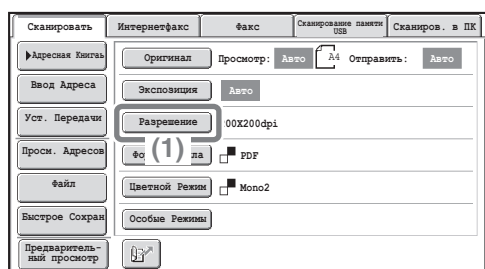 Сканировать Интернетфакс Факс Сканирование памяти USB Сканиров. в ПК
Адресная Книгаь
Оригинал Просмотр: Авто A4 Отправить: Авто
Ввод Адреса
Экспозиция Авто
Уст. Передачи
Разрешение 00X200dpi
(1)
Просм. Адресов
PDF
Файл
Цветной Режим Mono2
Быстрое Сохран
Особые Режимы
Предваритель-
ный просмотр